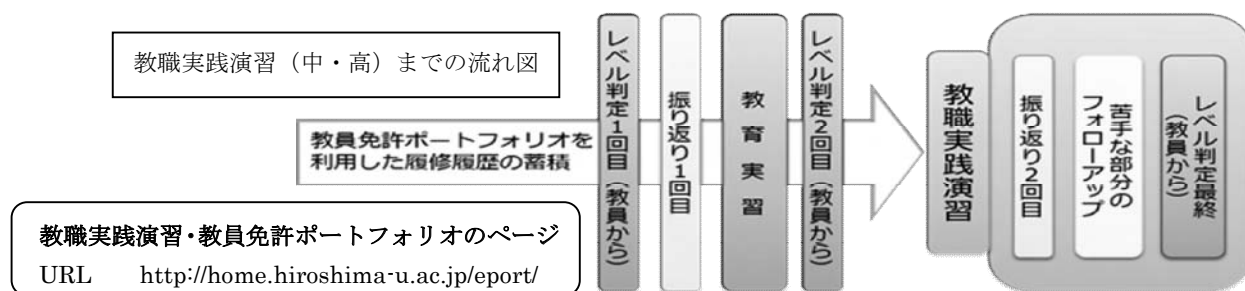 教職実践演習（中・高）までの流れ図
教員免許ポートフォリオを
利用した履修履歴の蓄積
レベル判定1回目（教員から）
振り返り1回目
教育実習
レベル判定2回目（教員から）
教職実践演習
振り返り2回目
苦手な部分の
フォローアップ
レベル判定最終
（教員から）
教職実践演習・教員免許ポートフォリオのページ
URL　http://home.hiroshima-u.ac.jp/eport/